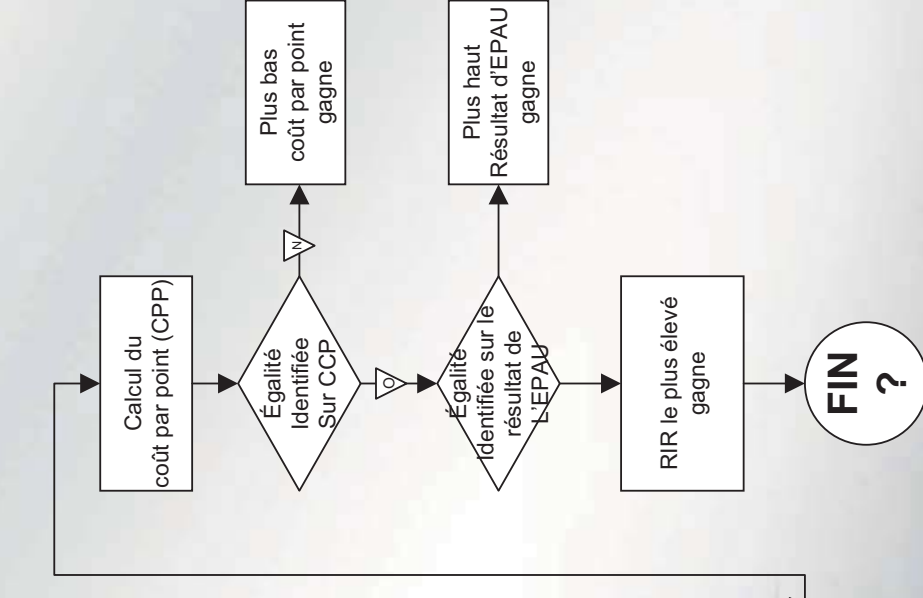 Calcul du
coût par point (CPP)
Égalité
Identifiée
Sur CCP
N
Plus bas
coût par point
gagne
O
Égalité
Identifiée sur le
résultat de
L'EPAU
Plus haut
Résultat d'EPAU
gagne
RIR le plus élevé
gagne
FIN
?